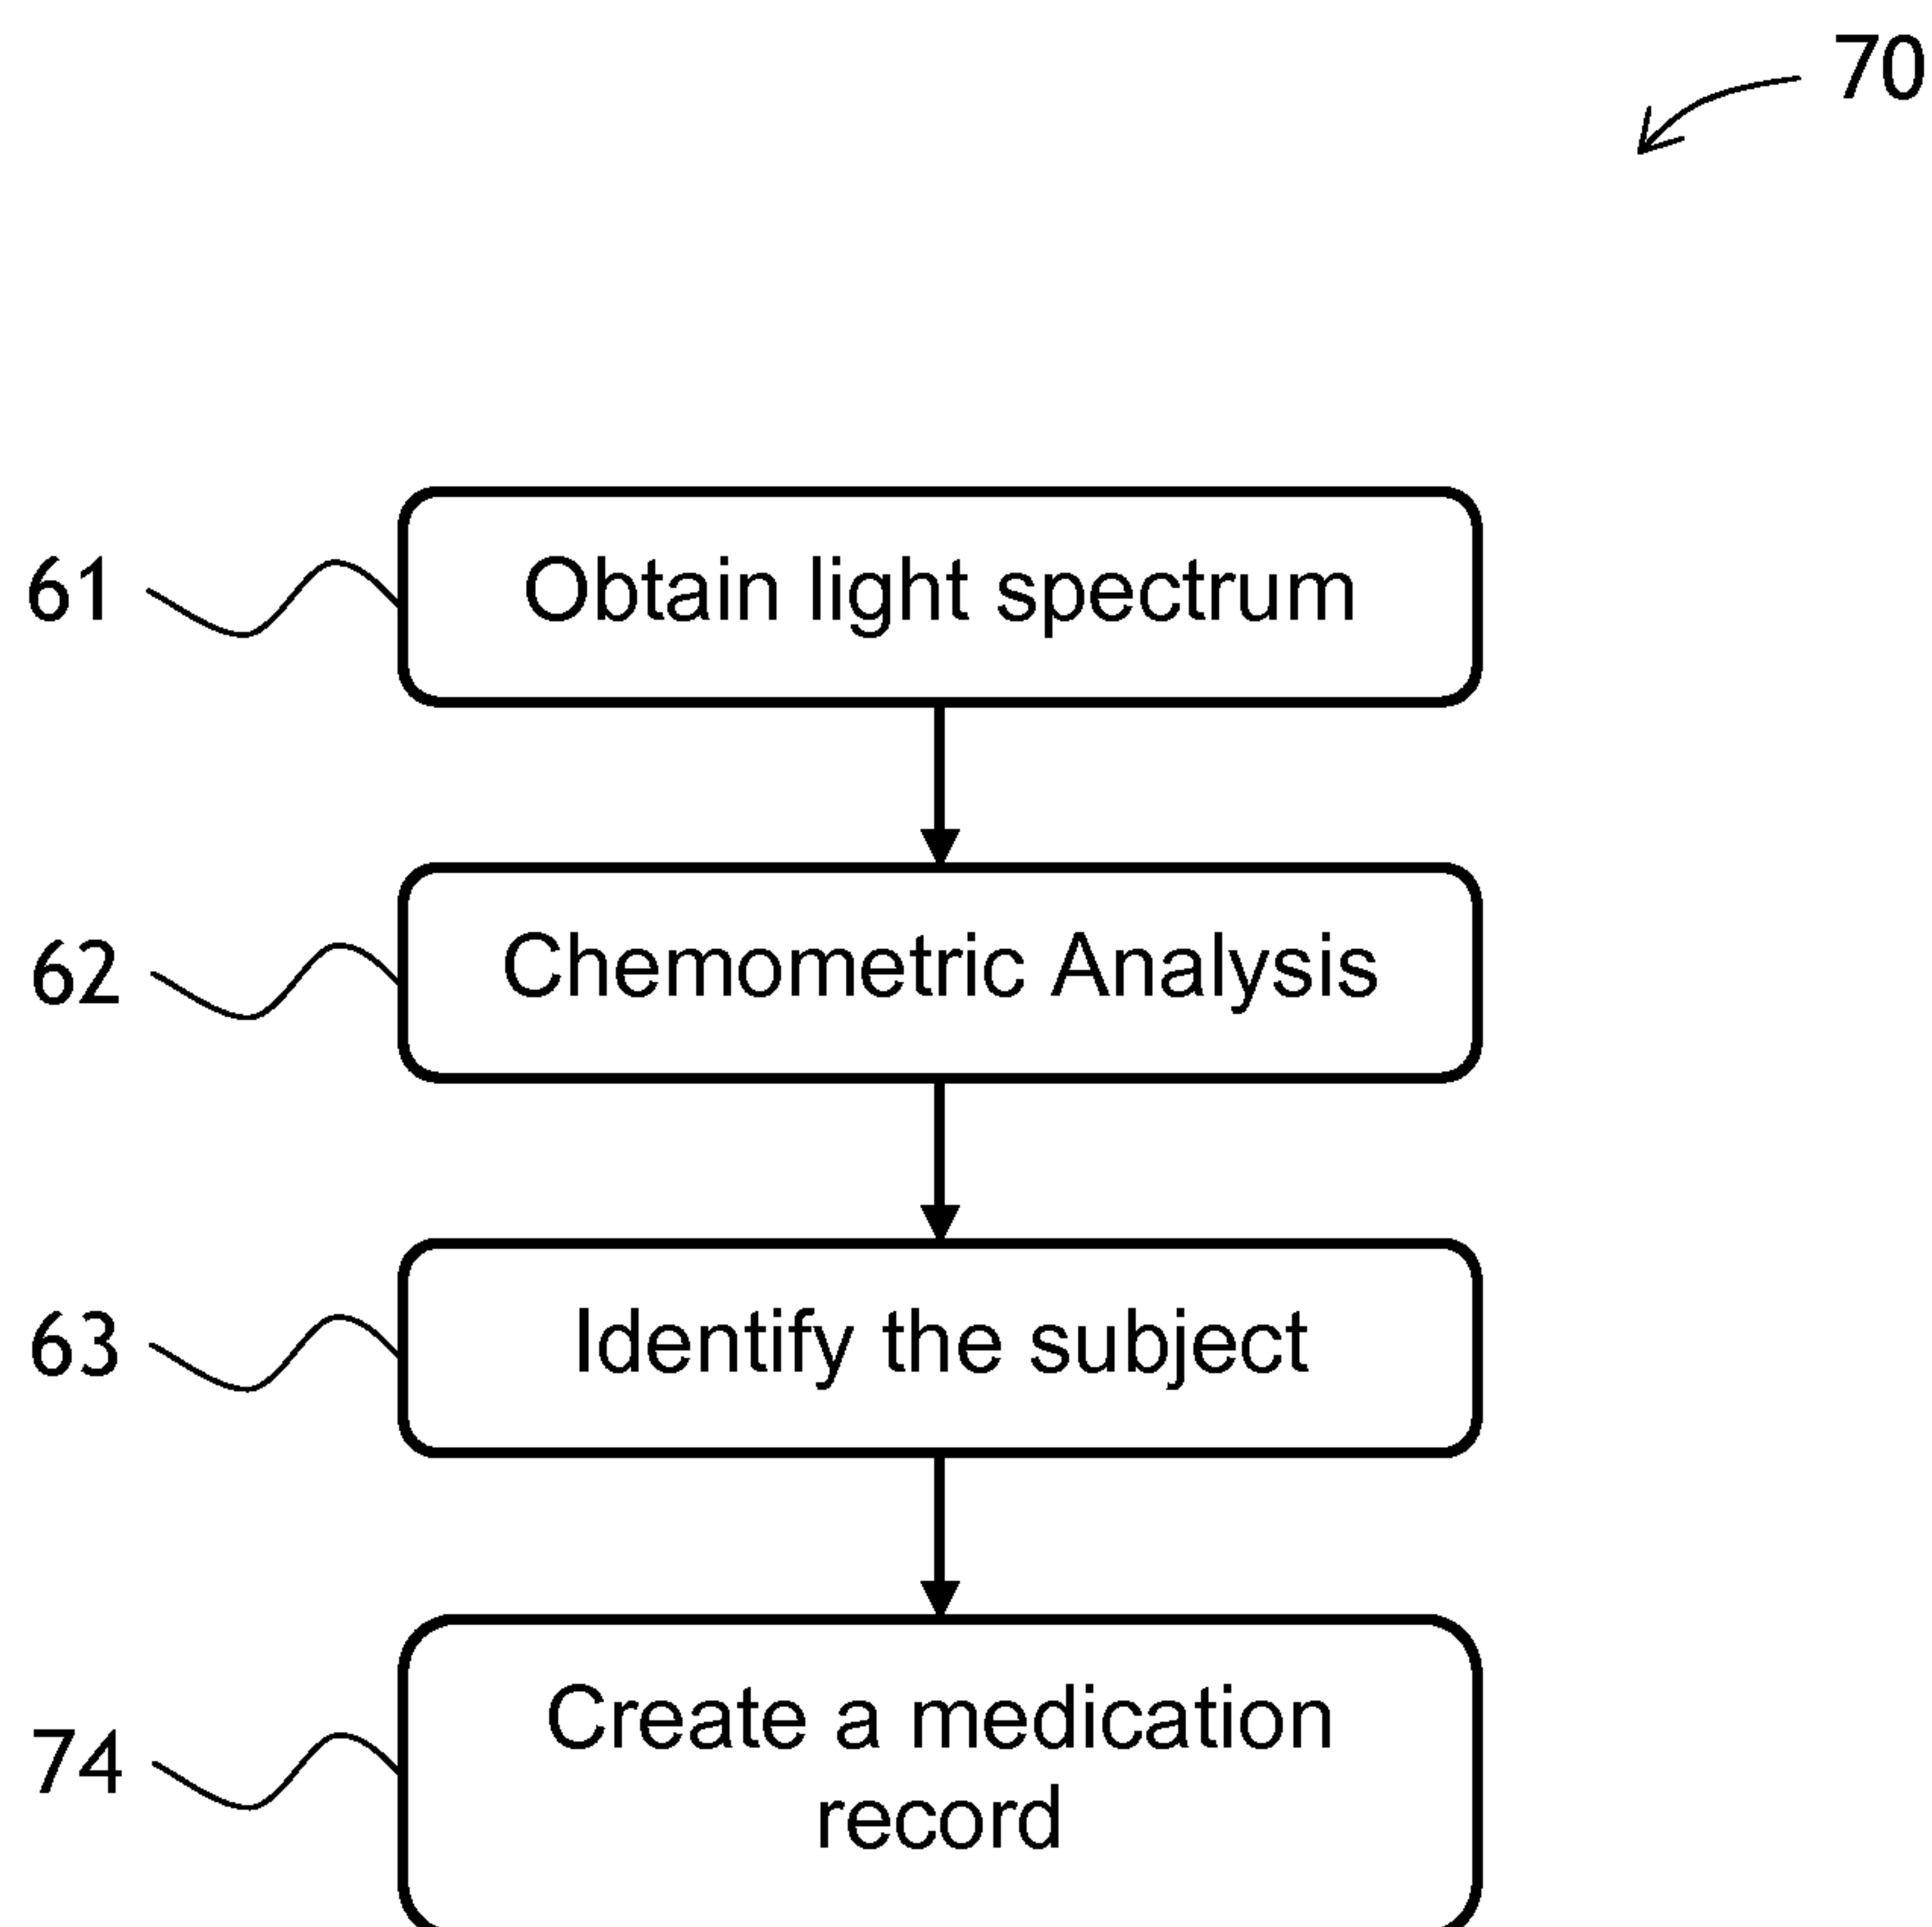 70
61 Obtain light spectrum
62 Chemometric Analysis
63 Identify the subject
74 Create a medication
record